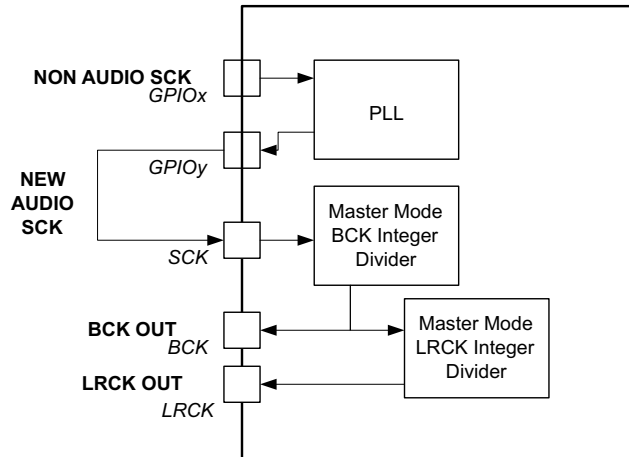 NON AUDIO SCK
GPIOx
PLL
GPIOy
NEW
AUDIO
SCK
Master Mode
BCK Integer
Divider
SCK
BCK OUT
BCK
Master Mode
LRCK Integer
Divider
LRCK OUT
LRCK